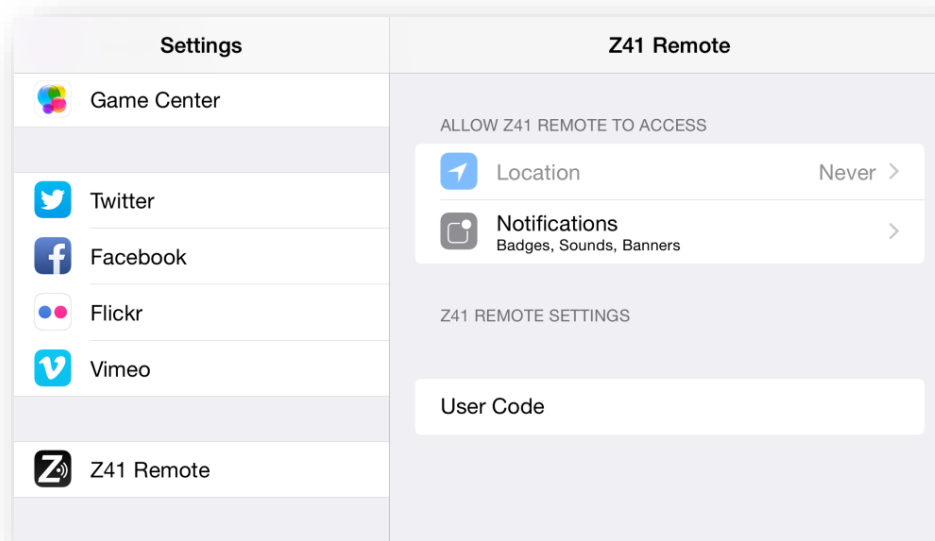 Settings
Game Center
Twitter
Facebook
Flickr
Vimeo
Z41 Remote
Z41 Remote
ALLOW Z41 REMOTE TO ACCESS
Location Never
Notifications
Badges, Sounds, Banners
Z41 REMOTE SETTINGS
User Code